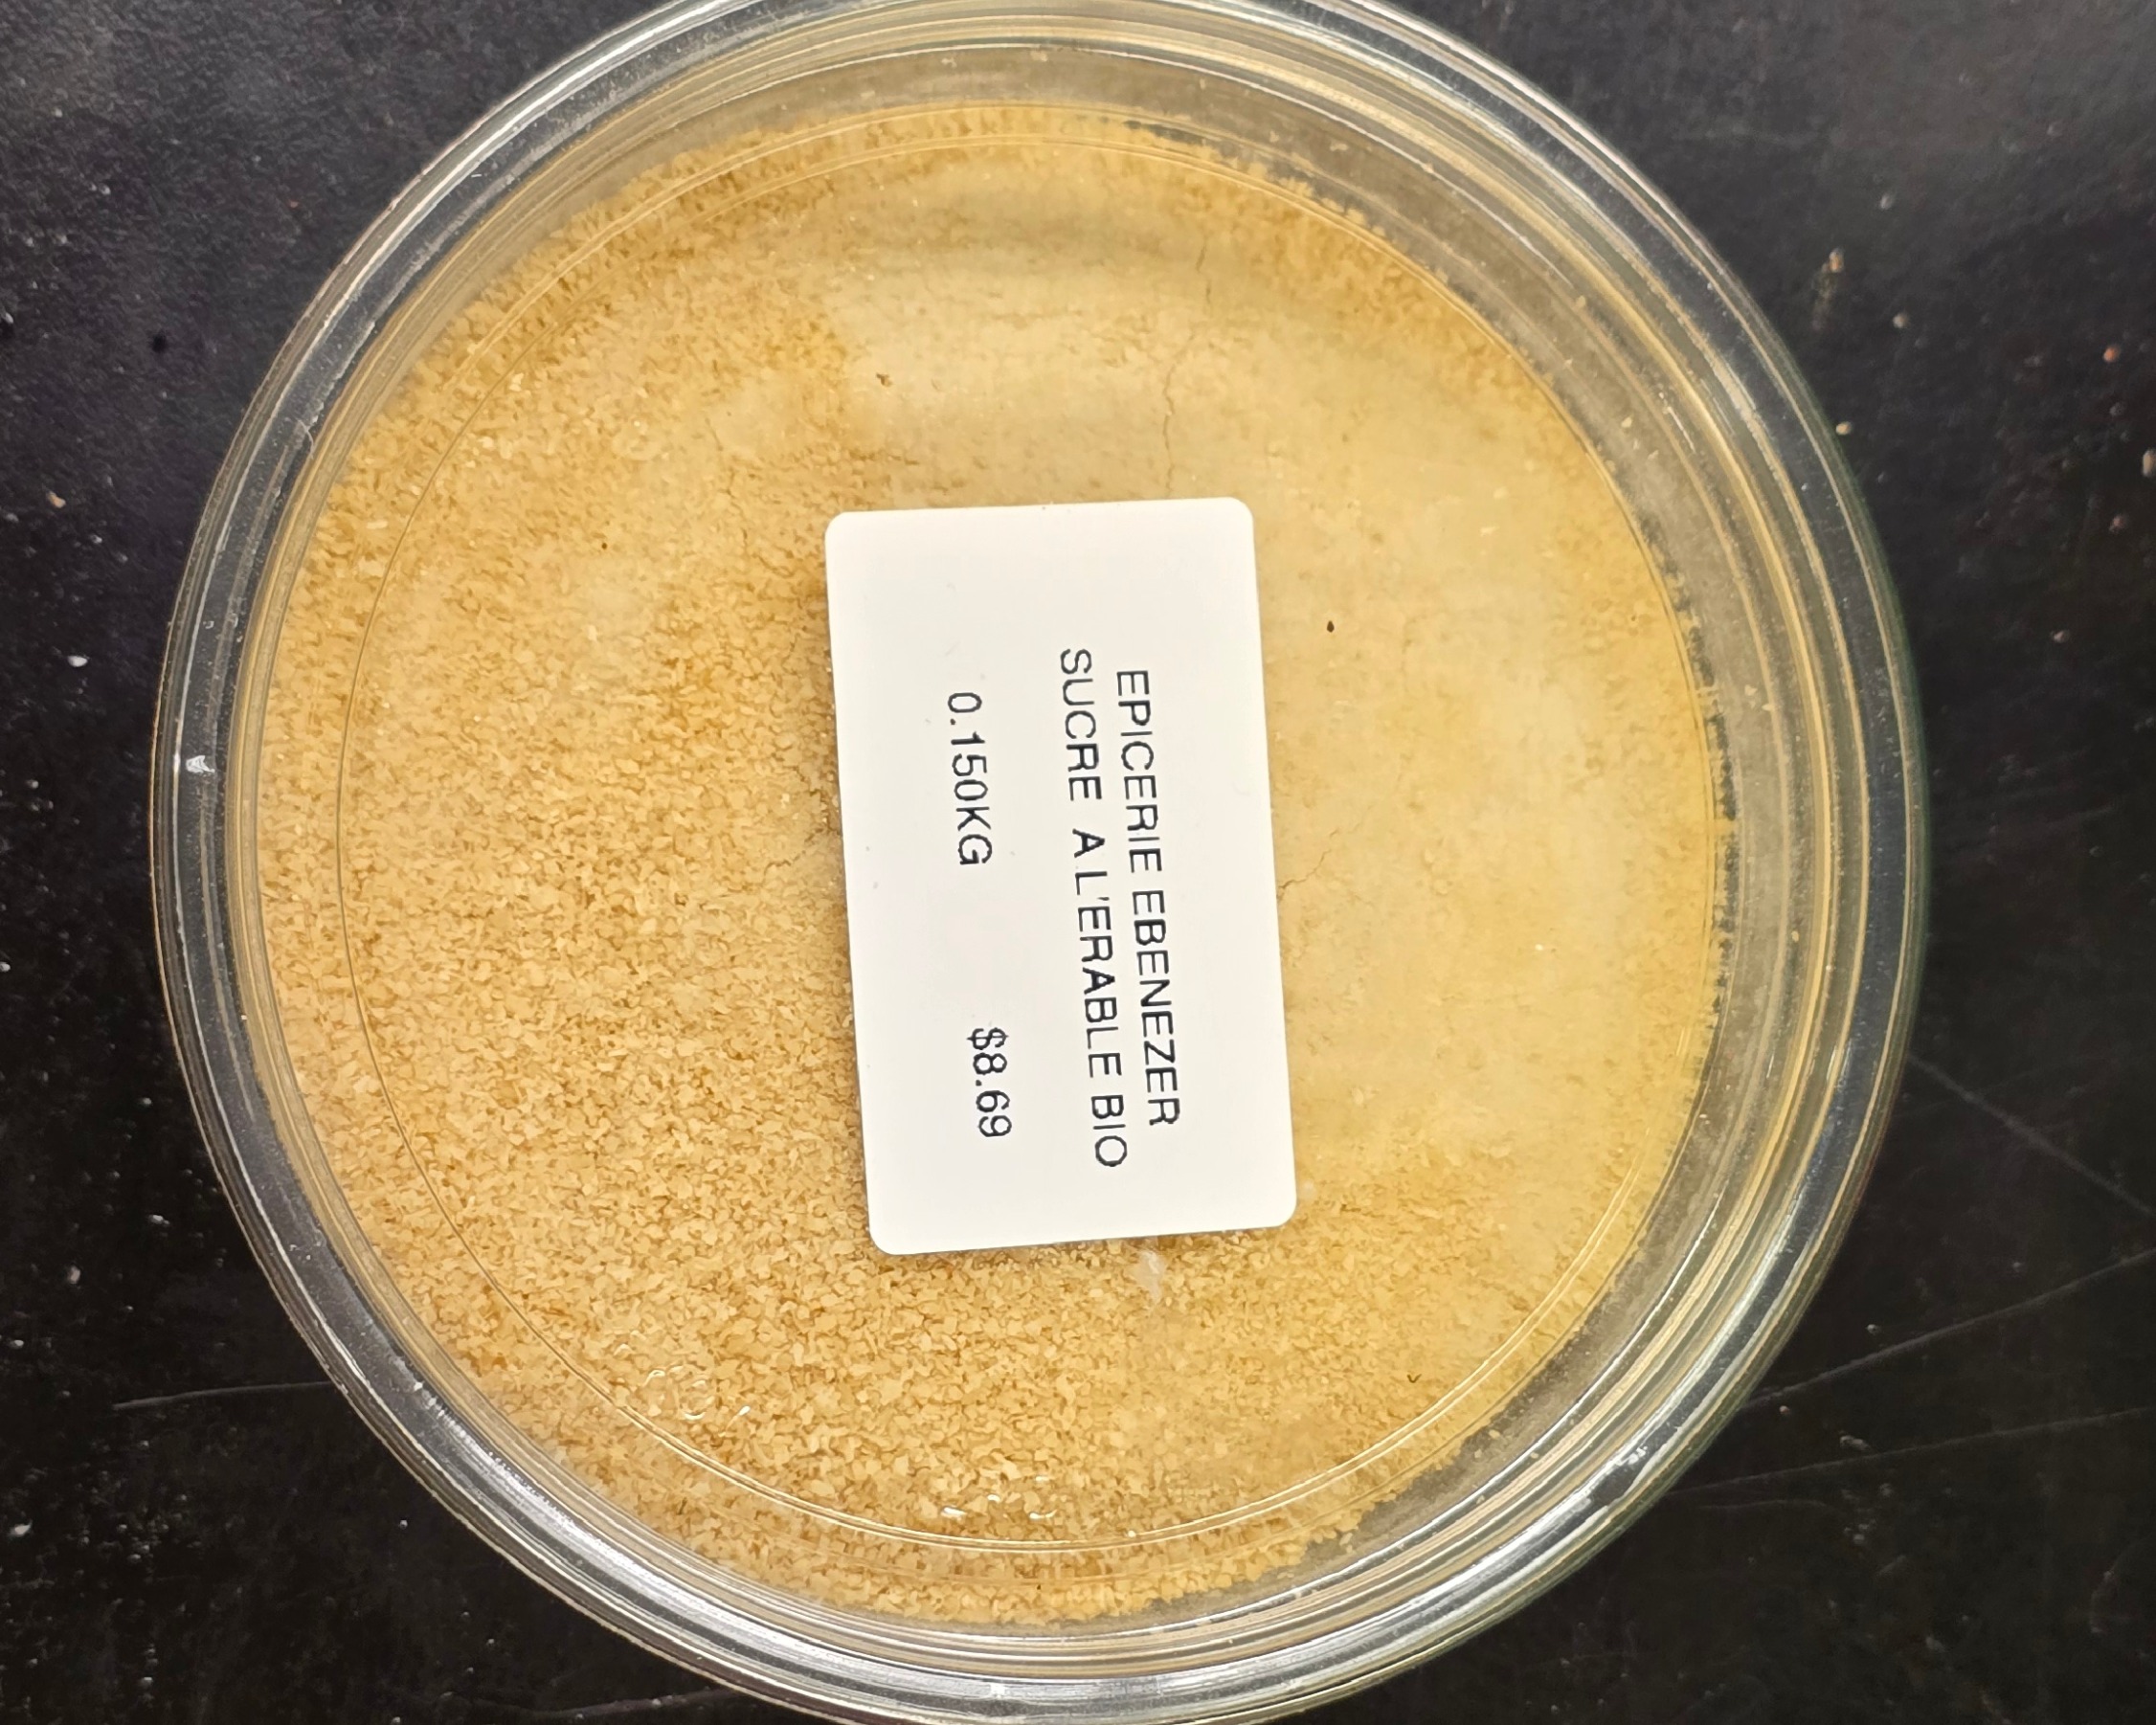 EPICERIE EBENEZER
SUCRE A L'ERABLE BIO
0.150KG $8.69